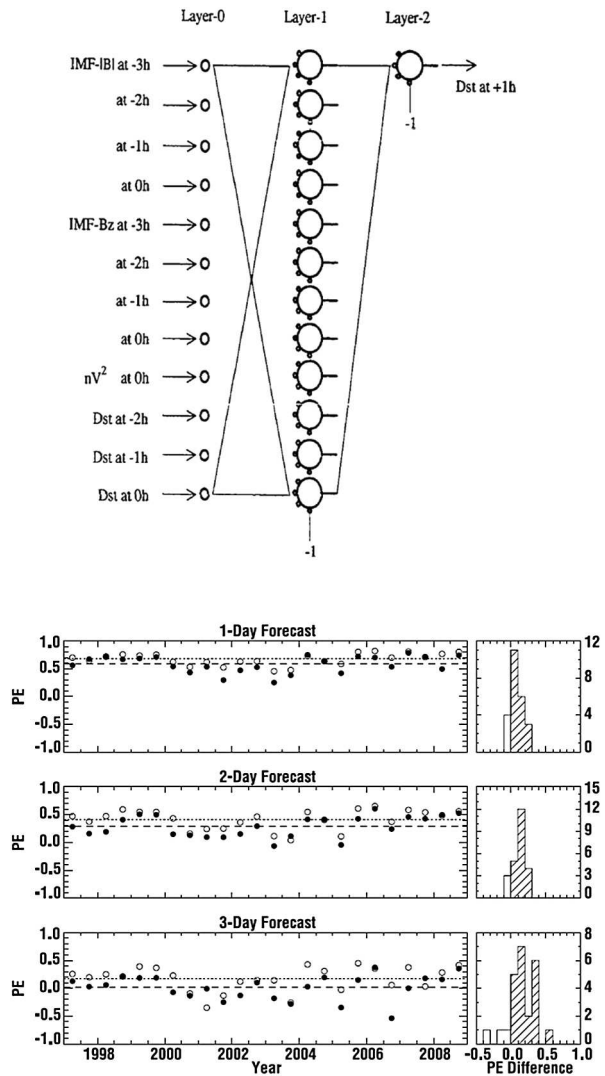 Layer-0 Layer-1 Layer-2
IMF-|B| at -3h
Dst at +1h
at -2h
-1
at -1h
at 0h
IMF-Bz at -3h
at -2h
at -1h
at 0h
nV² at 0h
Dst at -2h
Dst at -1h
Dst at 0h
-1
1-Day Forecast
1.0
0.5
0.0
-0.5
-1.0
PE
12
8
4
0
2-Day Forecast
1.0
0.5
0.0
-0.5
-1.0
PE
15
12
9
6
3
0
3-Day Forecast
1.0
0.5
0.0
-0.5
-1.0
PE
8
6
4
2
0
1998 2000 2002 2004 2006 2008
Year
-0.5 0.0 0.5 1.0
PE Difference